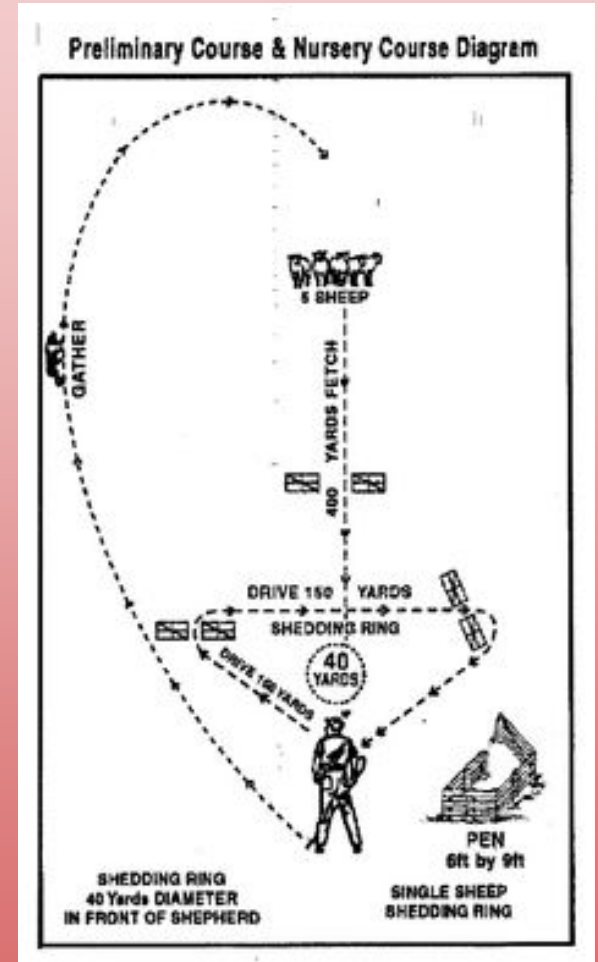 Preliminary Course & Nursery Course Diagram
GATHER
5 SHEEP
400 YARDS FETCH
DRIVE 150 YARDS
SHEDDING RING
40
YARDS
DRIVE 150 YARDS
PEN
6ft by 9ft
SHEDDING RING
40 Yards DIAMETER
IN FRONT OF SHEPHERD
SINGLE SHEEP
SHEDDING RING